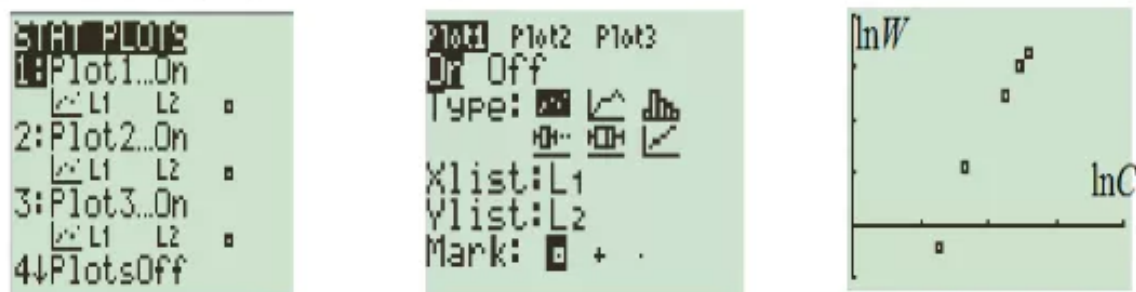 STAT PLOTS
1:Plot1...On
L1 L2
2:Plot2...On
L1 L2
3:Plot3...On
L1 L2
4↓PlotsOff
Plot1 Plot2 Plot3
On Off
Type:
Xlist:L1
Ylist:L2
Mark: + ·
lnW
lnC